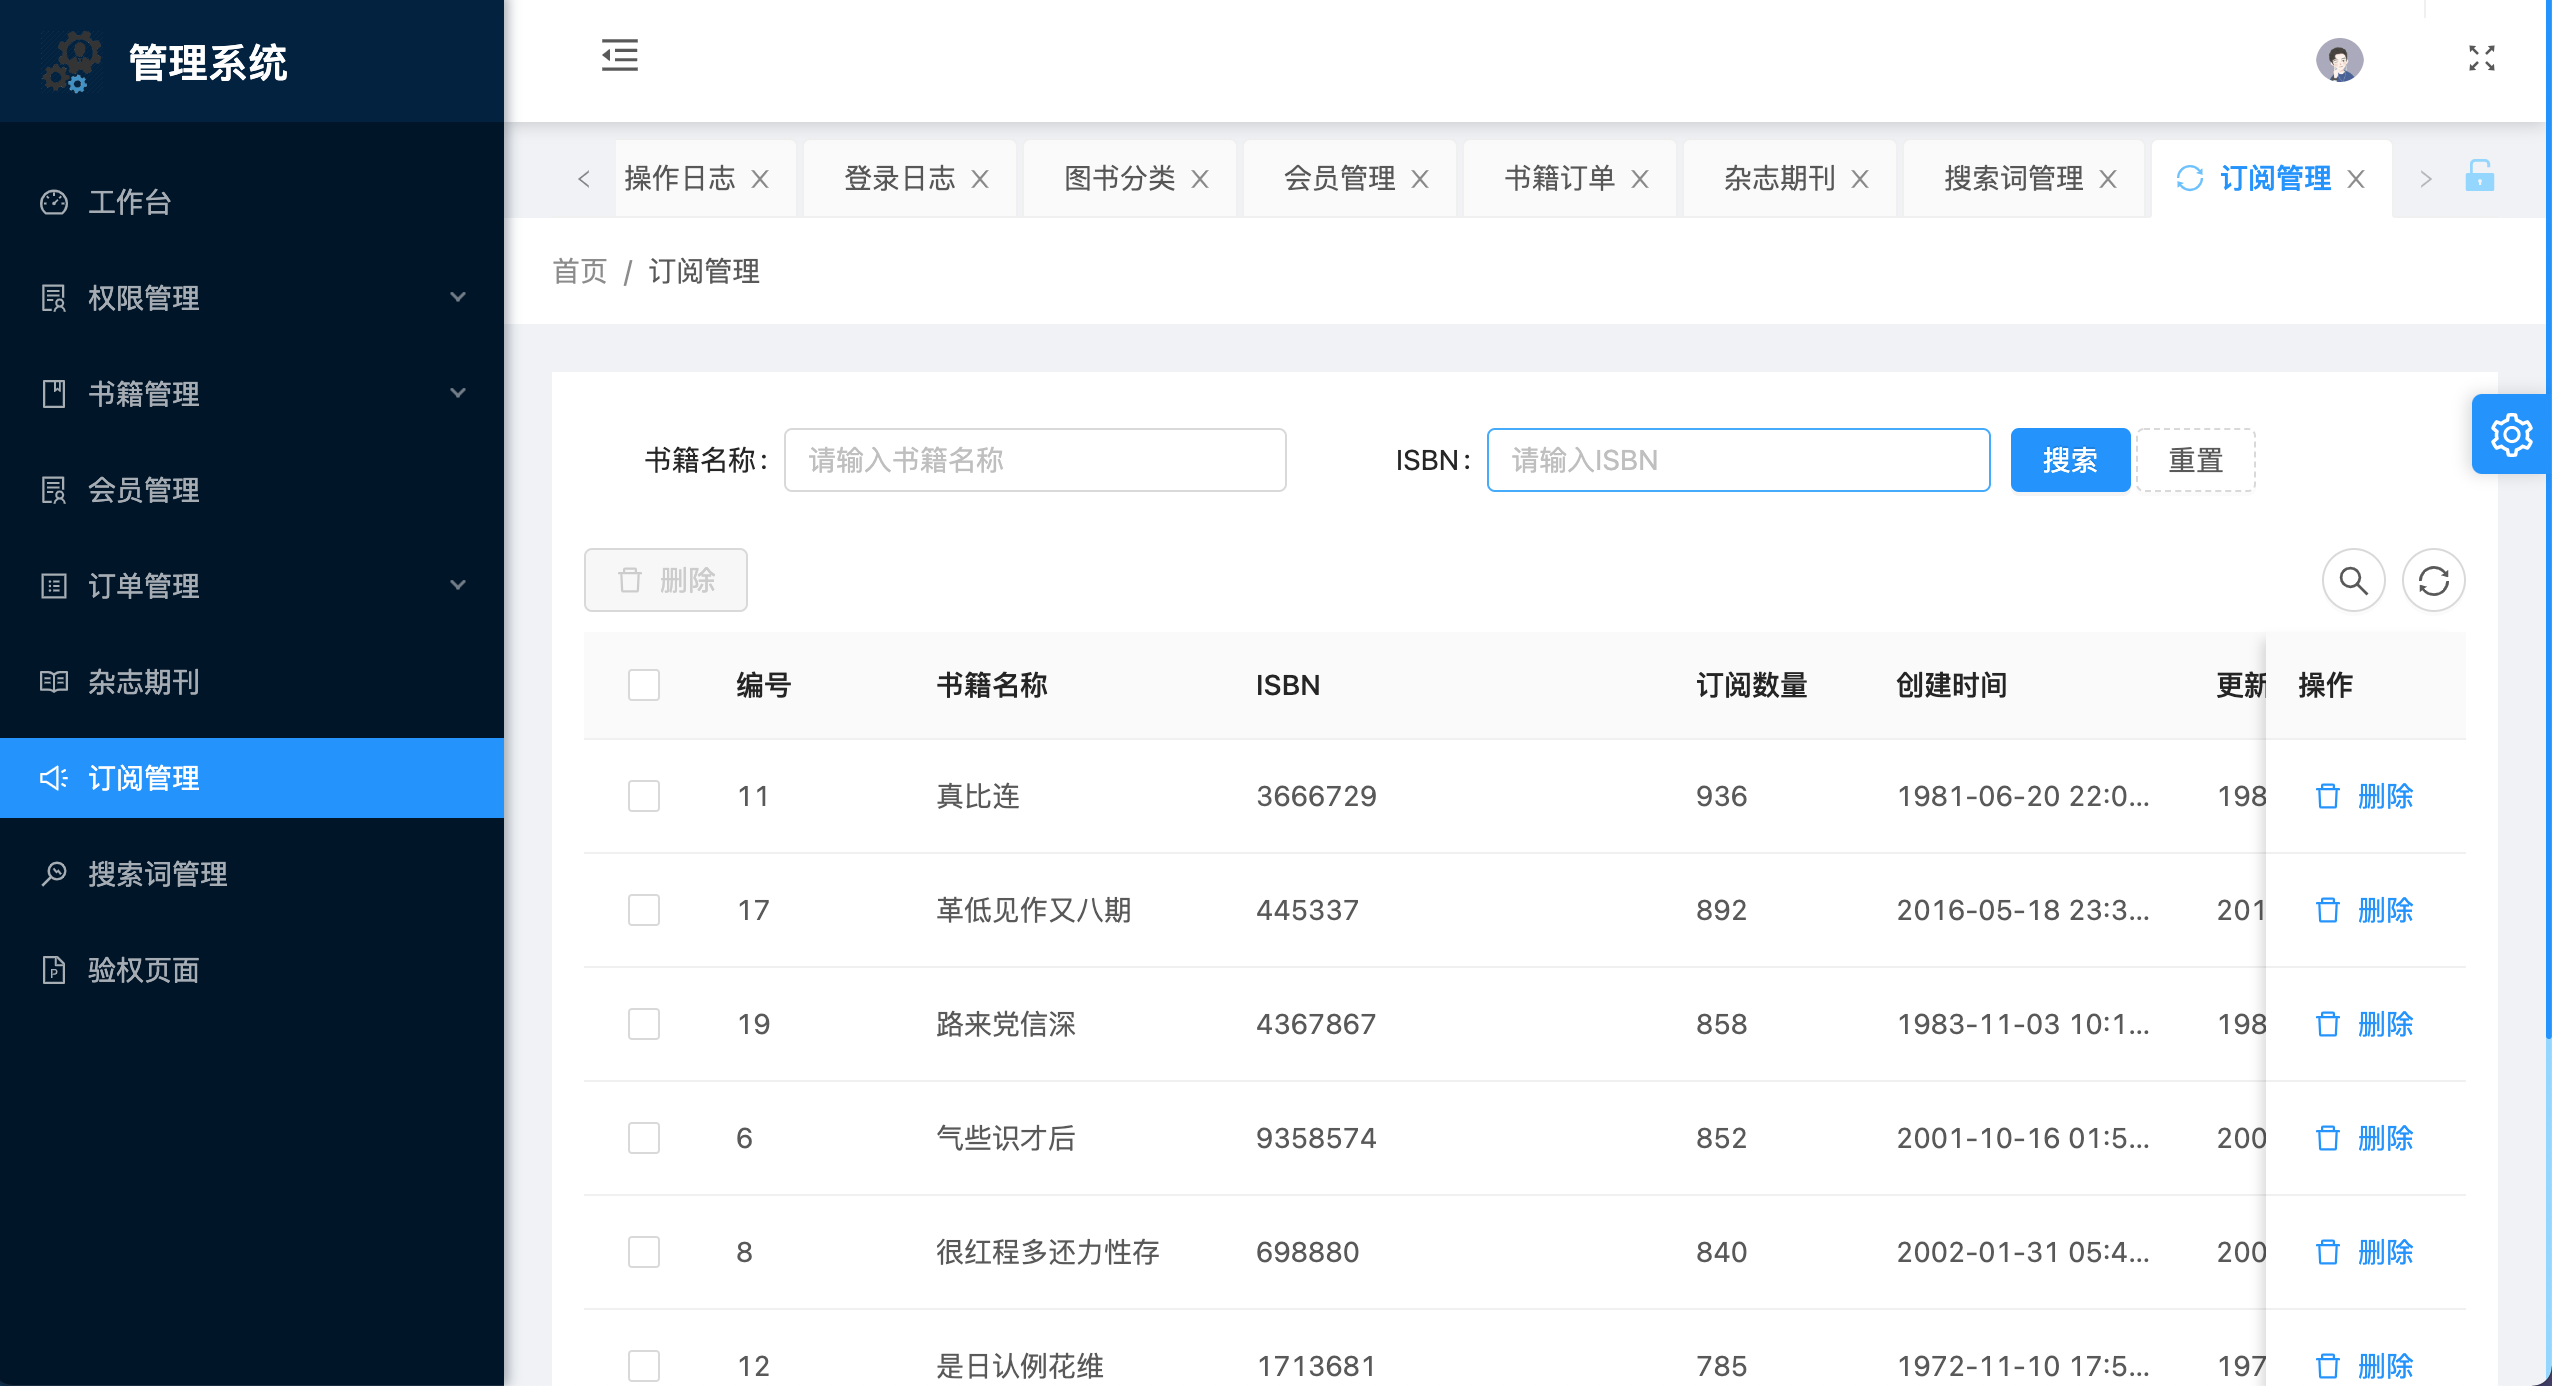 管理系统
工作台
权限管理
书籍管理
会员管理
订单管理
杂志期刊
订阅管理
搜索词管理
验权页面
操作日志 X 登录日志 X 图书分类 X 会员管理 X 书籍订单 X 杂志期刊 X 搜索词管理 X 订阅管理 X
首页 / 订阅管理
书籍名称: 请输入书籍名称 ISBN: 请输入ISBN 搜索 重置
删除
编号 书籍名称 ISBN 订阅数量 创建时间 更新 操作
11 真比连 3666729 936 1981-06-20 22:0... 198 删除
17 革低见作又八期 445337 892 2016-05-18 23:3... 201 删除
19 路来党信深 4367867 858 1983-11-03 10:1... 198 删除
6 气些识才后 9358574 852 2001-10-16 01:5... 200 删除
8 很红程多还力性存 698880 840 2002-01-31 05:4... 200 删除
12 是日认例花维 1713681 785 1972-11-10 17:5... 197 删除